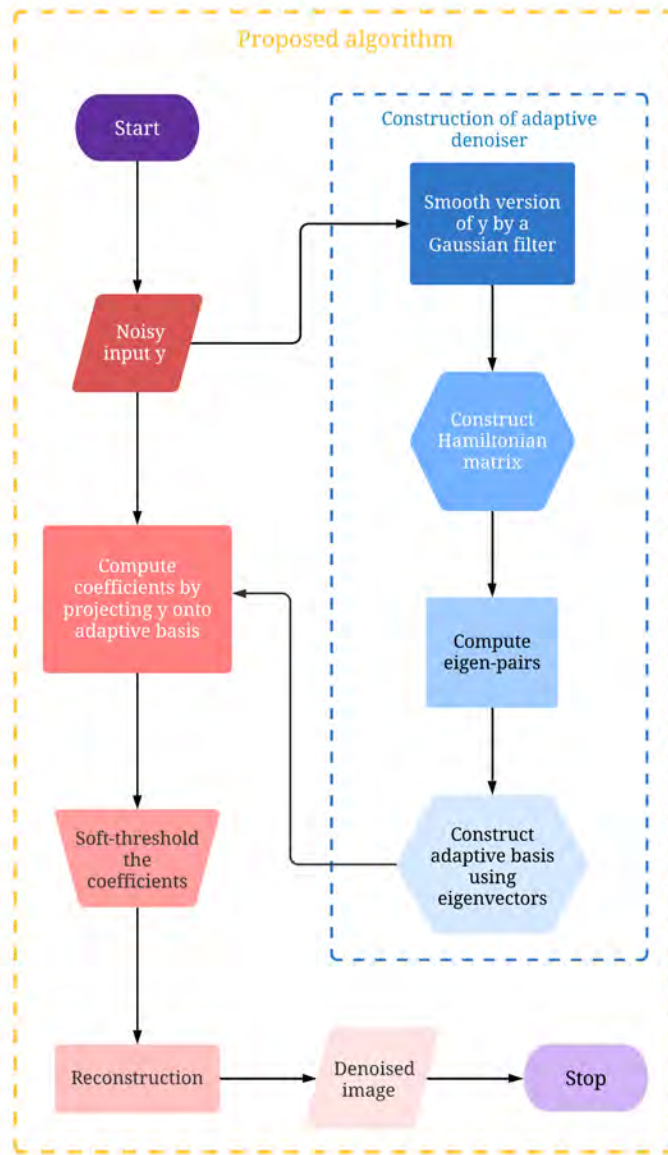 Proposed algorithm
Start
Construction of adaptive
denoiser
Smooth version
of y by a
Gaussian filter
Noisy
input y
Construct
Hamiltonian
matrix
Compute
coefficients by
projecting y onto
adaptive basis
Compute
eigen-pairs
Soft-threshold
the
coefficients
Construct
adaptive basis
using
eigenvectors
Reconstruction
Denoised
image
Stop